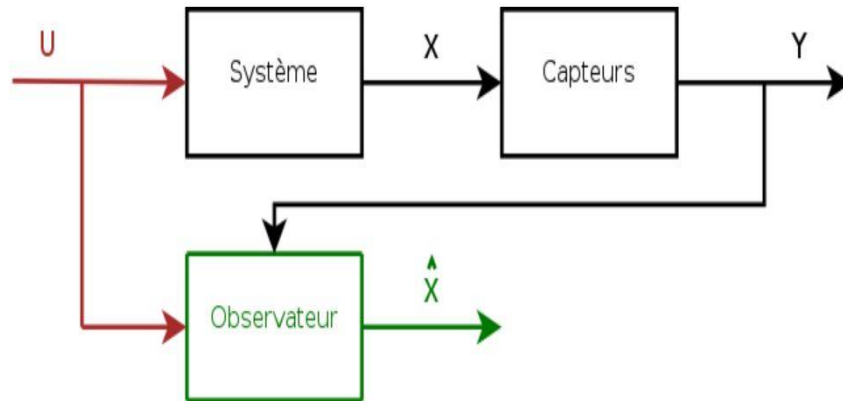 U
Système
X
Capteurs
Y
Observateur
X̂